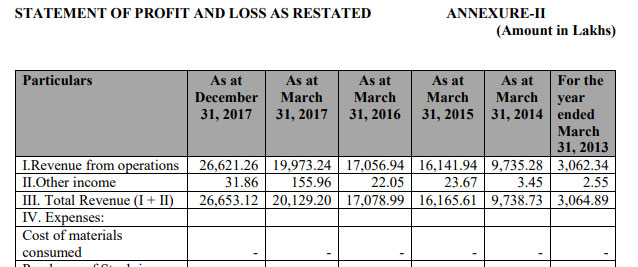 STATEMENT OF PROFIT AND LOSS AS RESTATED ANNEXURE-II
(Amount in Lakhs)
Particulars As at December 31, 2017 As at March 31, 2017 As at March 31, 2016 As at March 31, 2015 As at March 31, 2014 For the year ended March 31, 2013
I.Revenue from operations 26,621.26 19,973.24 17,056.94 16,141.94 9,735.28 3,062.34
II.Other income 31.86 155.96 22.05 23.67 3.45 2.55
III. Total Revenue (I + II) 26,653.12 20,129.20 17,078.99 16,165.61 9,738.73 3,064.89
IV. Expenses:
Cost of materials
consumed - - - - - -